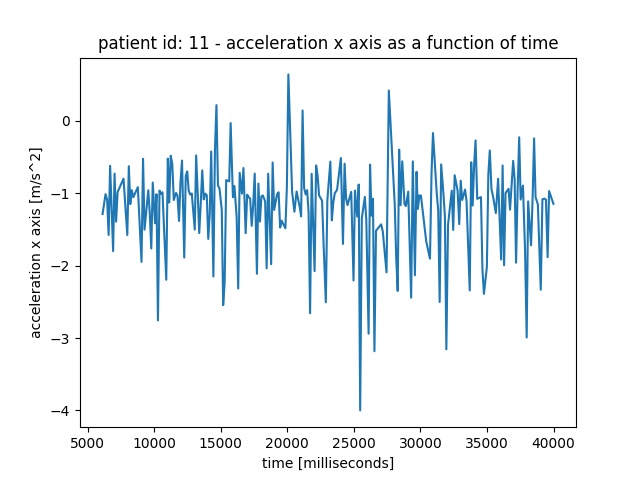 patient id: 11 - acceleration x axis as a function of time
acceleration x axis [m/s^2]
0
−1
−2
−3
−4
5000 10000 15000 20000 25000 30000 35000 40000
time [milliseconds]